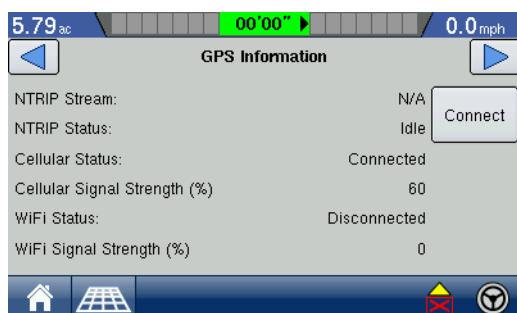 5.79 ac 00'00" 0.0 mph
GPS Information
NTRIP Stream: N/A
Connect
NTRIP Status: Idle
Cellular Status: Connected
Cellular Signal Strength (%) 60
WiFi Status: Disconnected
WiFi Signal Strength (%) 0